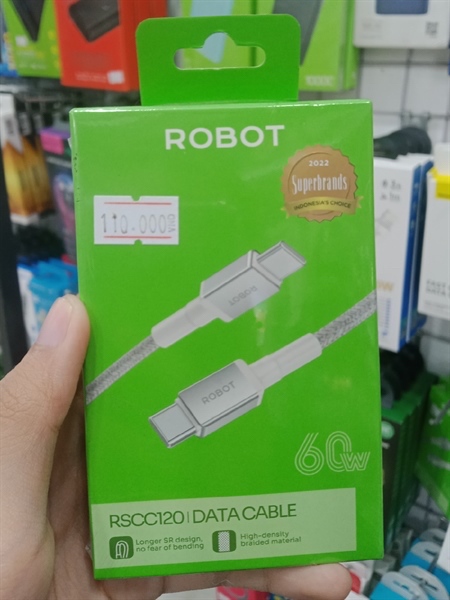 ROBOT
2022
Superbrands
INDONESIA'S CHOICE
110.000
VND
ROBOT
ROBOT
60W
RSCC120 | DATA CABLE
Longer SR design,
no fear of bending
High-density
braided material